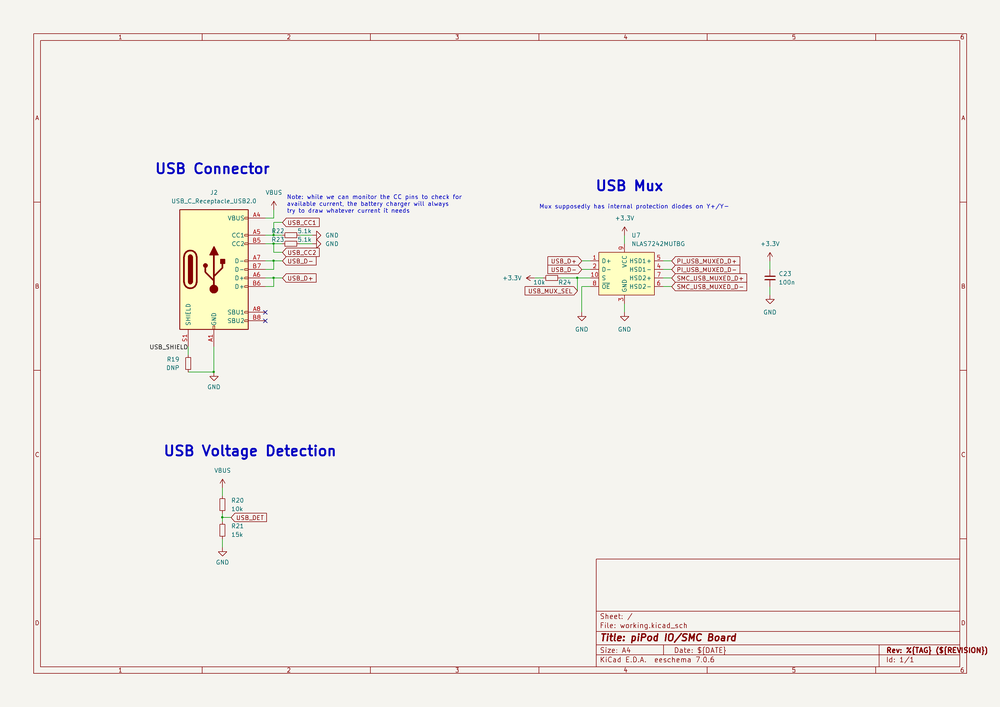 1 2 3 4 5 6
A A
B B
C C
D D
USB Connector
J2
USB_C_Receptacle_USB2.0
VBUS
Note: while we can monitor the CC pins to check for
available current, the battery charger will always
try to draw whatever current it needs
VBUS A4
USB_CC1
CC1 A5 R22 5.1k GND
CC2 B5 R23 5.1k GND
USB_CC2
D- A7 USB_D-
D- B7
D+ A6 USB_D+
D+ B6
SBU1 A8
SBU2 B8
SHIELD GND
S1 A1
USB_SHIELD
R19
DNP
GND
USB Mux
Mux supposedly has internal protection diodes on Y+/Y-
+3.3V
U7
NLAS7242MUTBG
9
VCC
USB_D+ 1 D+ HSD1+ 5 PI_USB_MUXED_D+
USB_D- 2 D- HSD1- 4 PI_USB_MUXED_D-
+3.3V 10k R24 10 S HSD2+ 7 SMC_USB_MUXED_D+
8 OE HSD2- 6 SMC_USB_MUXED_D-
USB_MUX_SEL
GND
3
GND
GND
+3.3V
C23
100n
GND
USB Voltage Detection
VBUS
R20
10k
USB_DET
R21
15k
GND
Sheet: /
File: working.kicad_sch
Title: piPod IO/SMC Board
Size: A4 Date: ${DATE} Rev: %{TAG} (${REVISION})
KiCad E.D.A. eeschema 7.0.6 Id: 1/1
1 2 3 4 5 6